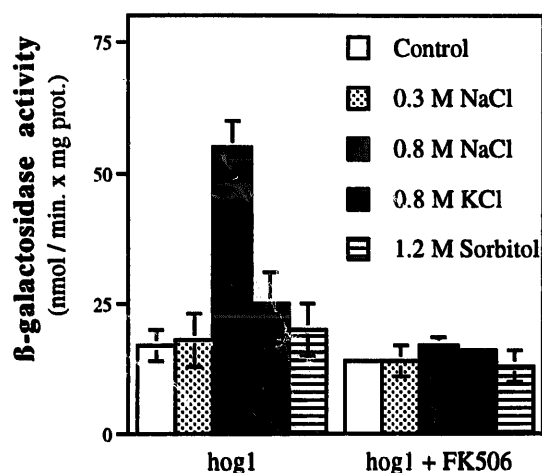 ß-galactosidase activity
(nmol / min. x mg prot.)
75
50
25
0
Control
0.3 M NaCl
0.8 M NaCl
0.8 M KCl
1.2 M Sorbitol
hog1
hog1 + FK506